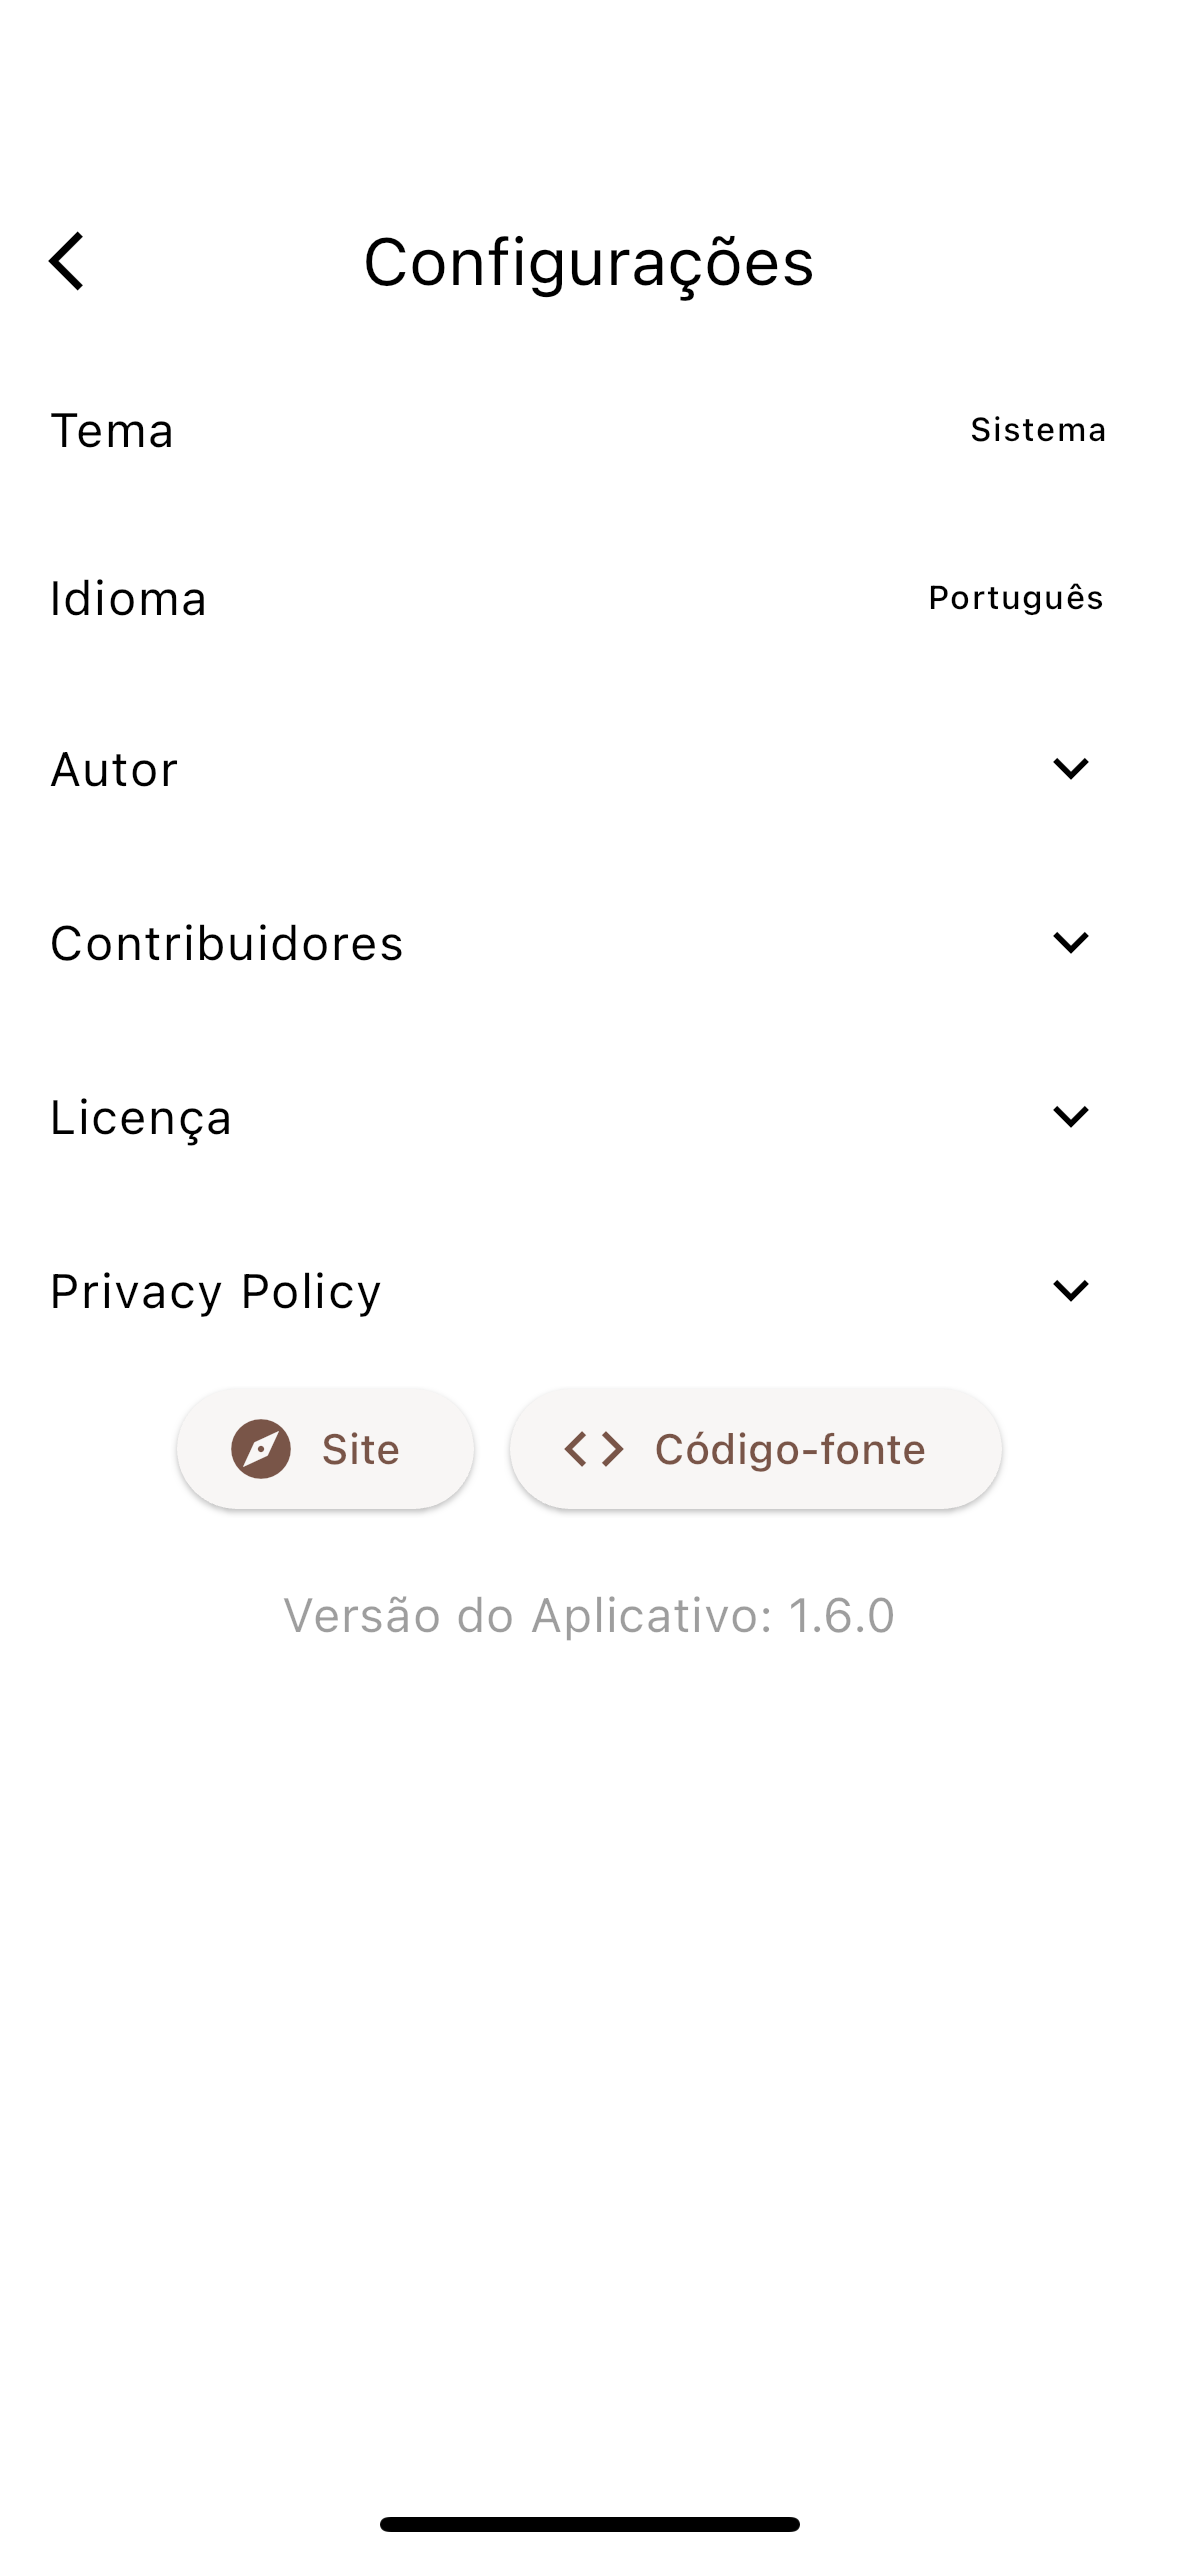 Configurações
Tema Sistema
Idioma Português
Autor
Contribuidores
Licença
Privacy Policy
Site Código-fonte
Versão do Aplicativo: 1.6.0